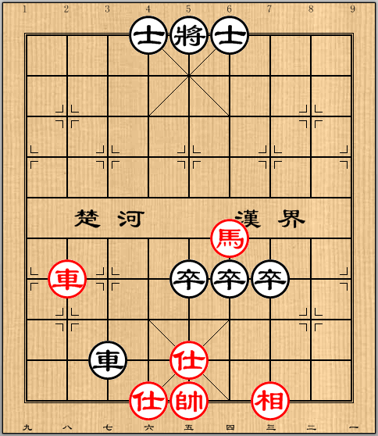 1 2 3 4 5 6 7 8 9
士 將 士
楚河 漢界
馬
車 卒 卒 卒
車 仕
仕 帥 相
九 八 七 六 五 四 三 二 一